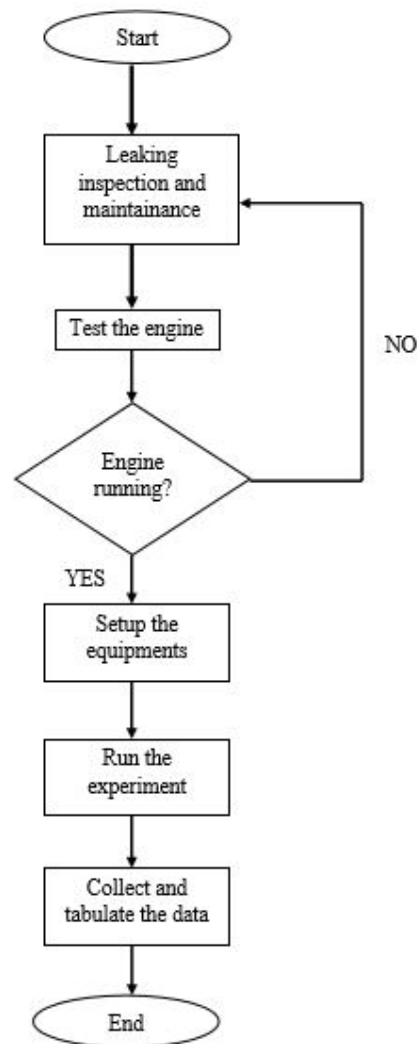 Start
Leaking
inspection and
maintainance
Test the engine
NO
Engine
running?
YES
Setup the
equipments
Run the
experiment
Collect and
tabulate the data
End